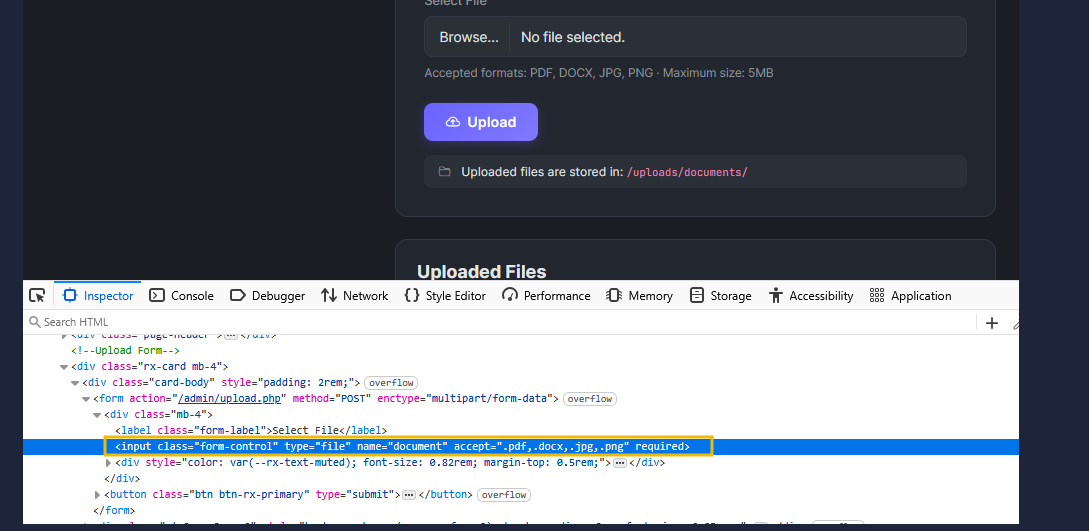 Select File
Browse... No file selected.
Accepted formats: PDF, DOCX, JPG, PNG · Maximum size: 5MB
Upload
Uploaded files are stored in: /uploads/documents/
Uploaded Files
Inspector Console Debugger Network Style Editor Performance Memory Storage Accessibility Application
Search HTML
<div class="page-header"> </div>
<!--Upload Form-->
<div class="rx-card mb-4">
<div class="card-body" style="padding: 2rem;"> overflow
<form action="/admin/upload.php" method="POST" enctype="multipart/form-data"> overflow
<div class="mb-4">
<label class="form-label">Select File</label>
<input class="form-control" type="file" name="document" accept=".pdf,.docx,.jpg,.png" required>
<div style="color: var(--rx-text-muted); font-size: 0.82rem; margin-top: 0.5rem;"> </div>
</div>
<button class="btn btn-rx-primary" type="submit"> </button> overflow
</form>